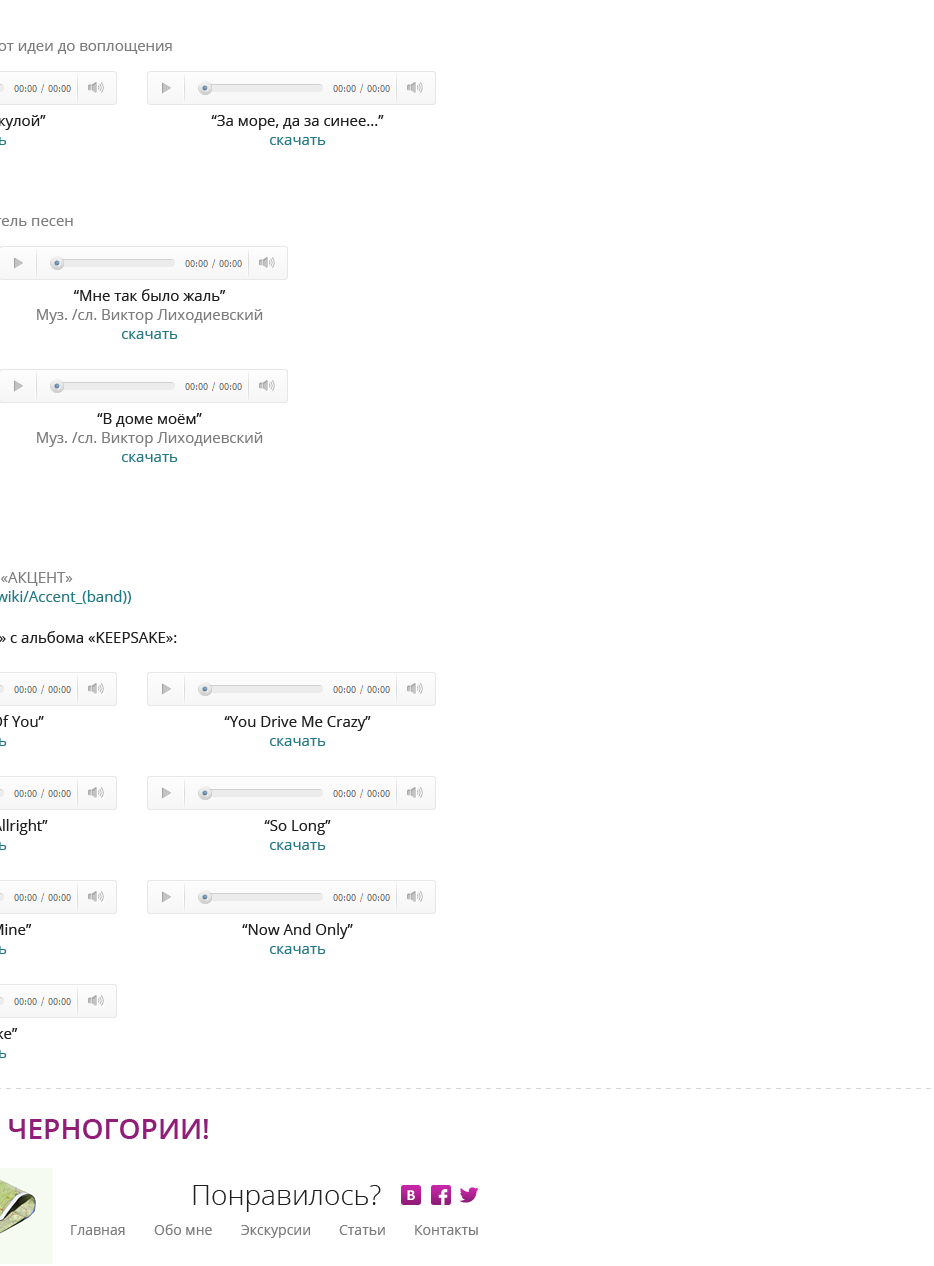 от идеи до воплощения
00:00 / 00:00 00:00 / 00:00
“За море, да за синее...”
скачать
песен
00:00 / 00:00
“Мне так было жаль”
Муз. /сл. Виктор Лиходиевский
скачать
00:00 / 00:00
“В доме моём”
Муз. /сл. Виктор Лиходиевский
скачать
«АКЦЕНТ»
wiki/Accent_(band))
» с альбома «KEEPSAKE»:
00:00 / 00:00 00:00 / 00:00
Of You” “You Drive Me Crazy”
скачать
00:00 / 00:00 00:00 / 00:00
Allright” “So Long”
скачать
00:00 / 00:00 00:00 / 00:00
Mine” “Now And Only”
скачать
00:00 / 00:00
ЧЕРНОГОРИИ!
Понравилось? B f
Главная Обо мне Экскурсии Статьи Контакты